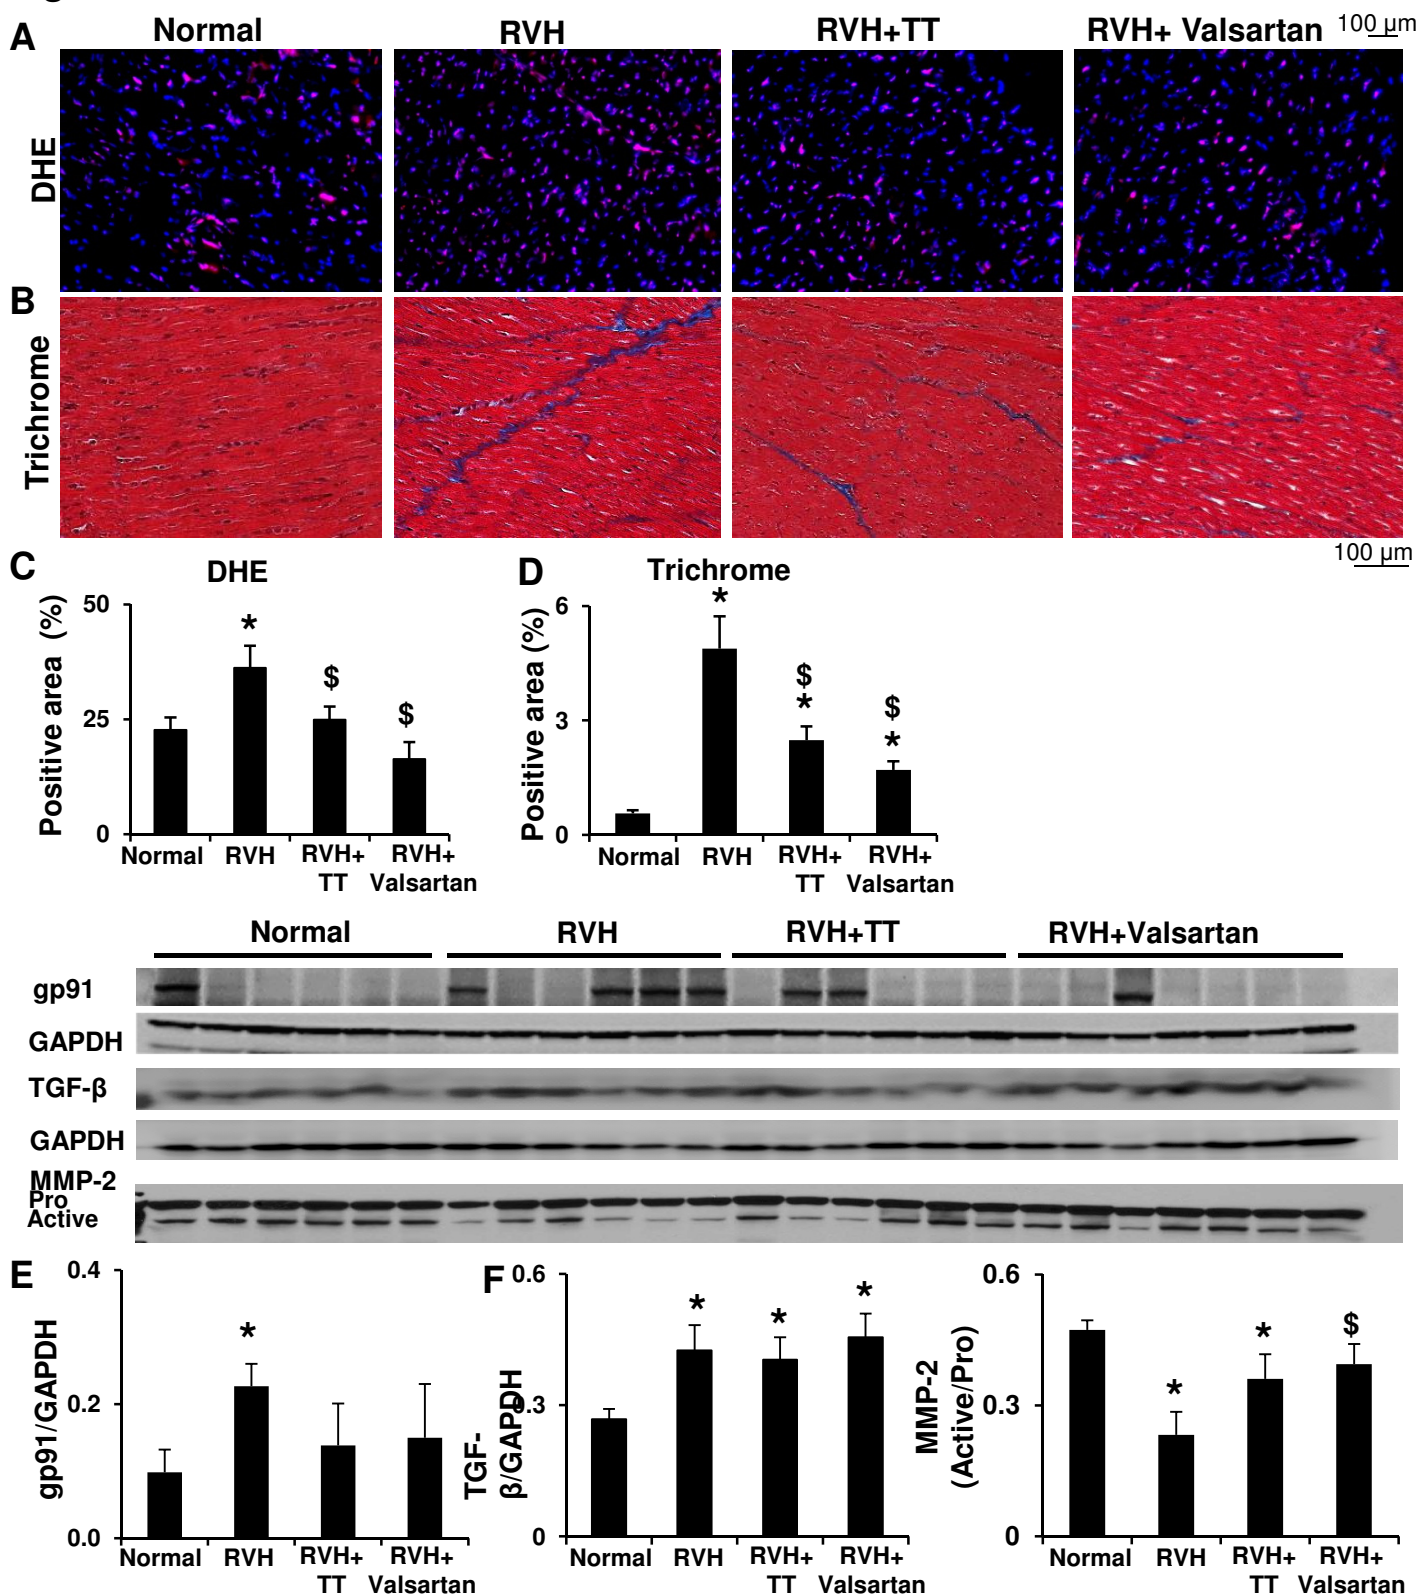 A
Normal
RVH
RVH+TT
RVH+ Valsartan
100 µm
DHE
B
Trichrome
100 µm
C
DHE
Positive area (%)
50
25
0
*
$
$
Normal
RVH
RVH+
TT
RVH+
Valsartan
D
Trichrome
Positive area (%)
6
3
0
*
$
*
$
*
Normal
RVH
RVH+
TT
RVH+
Valsartan
Normal
RVH
RVH+TT
RVH+Valsartan
gp91
GAPDH
TGF-β
GAPDH
MMP-2
Pro
Active
E
gp91/GAPDH
0.4
0.2
0.0
*
Normal
RVH
RVH+
TT
RVH+
Valsartan
F
TGF-
β/GAPDH
0.6
0.3
0
*
*
*
Normal
RVH
RVH+
TT
RVH+
Valsartan
MMP-2
(Active/Pro)
0.6
0.3
0
*
*
$
Normal
RVH
RVH+
TT
RVH+
Valsartan